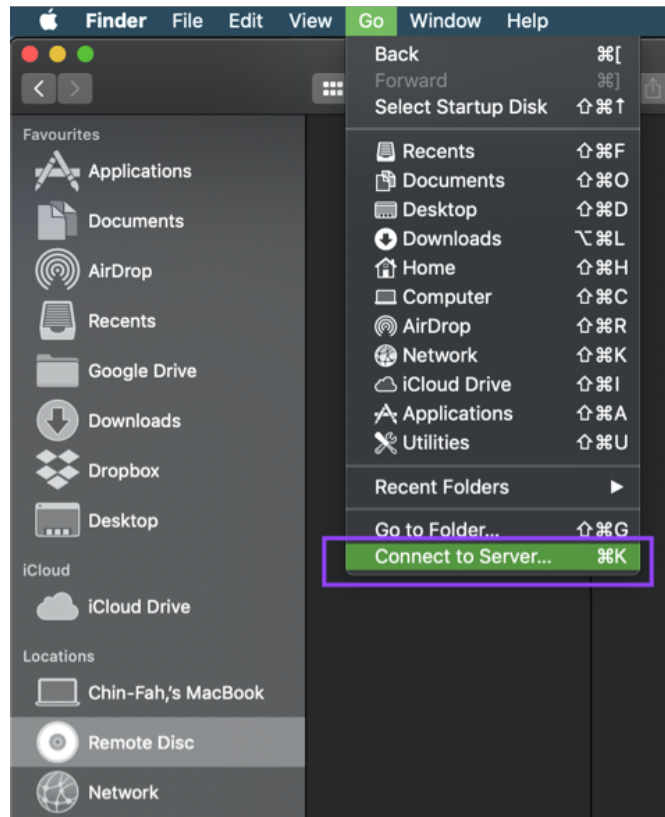 Finder File Edit View Go Window Help
Back ⌘[
Forward ⌘]
Select Startup Disk ⇧⌘↑
Recents ⇧⌘F
Documents ⇧⌘O
Desktop ⇧⌘D
Downloads ⌥⌘L
Home ⇧⌘H
Computer ⇧⌘C
AirDrop ⇧⌘R
Network ⇧⌘K
iCloud Drive ⇧⌘I
Applications ⇧⌘A
Utilities ⇧⌘U
Recent Folders
Go to Folder... ⇧⌘G
Connect to Server... ⌘K
Favourites
Applications
Documents
AirDrop
Recents
Google Drive
Downloads
Dropbox
Desktop
iCloud
iCloud Drive
Locations
Chin-Fah,'s MacBook
Remote Disc
Network